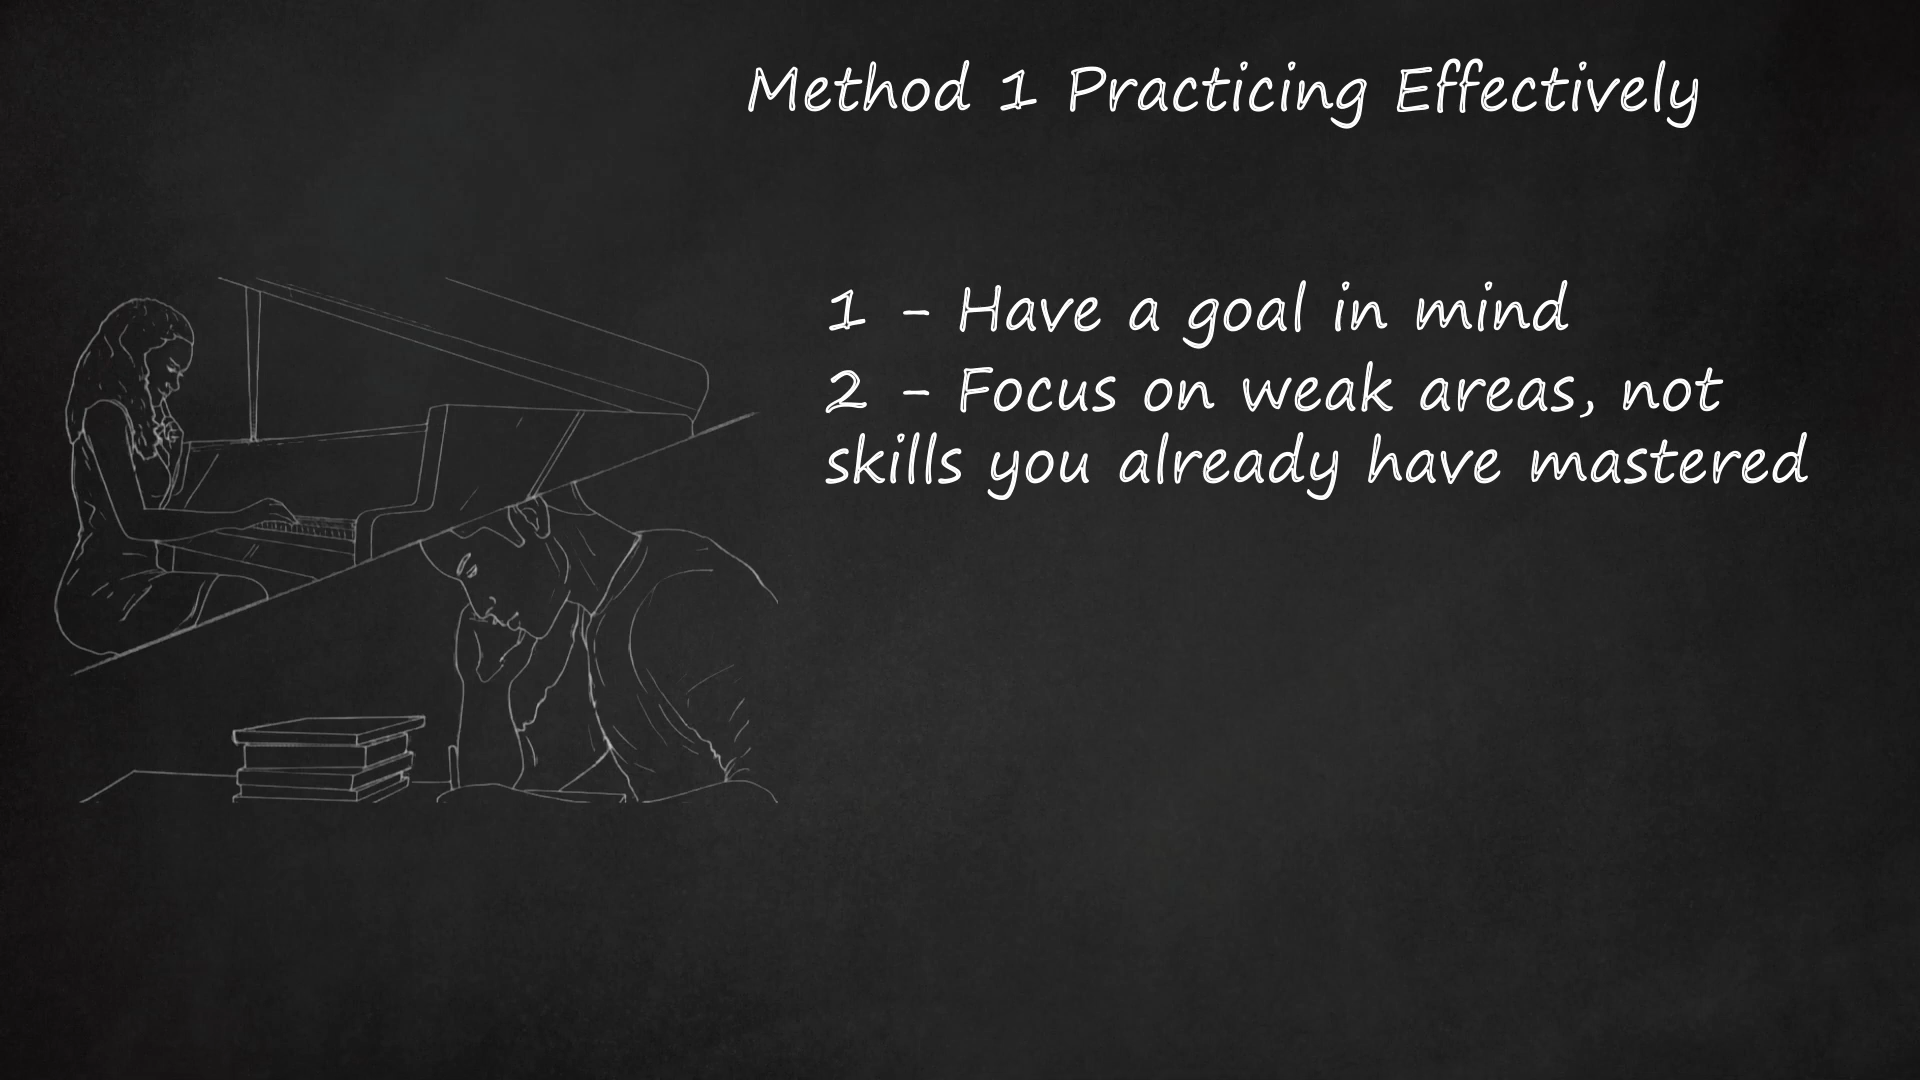 Method 1 Practicing Effectively
1 - Have a goal in mind
2 - Focus on weak areas, not
skills you already have mastered